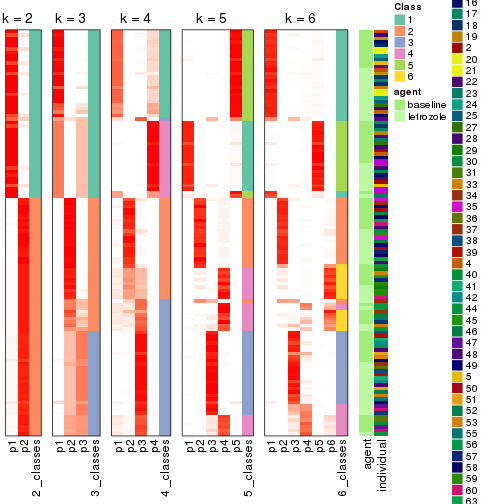 k = 2
k = 3
k = 4
k = 5
k = 6
p1
p2
2_classes
p1
p2
p3
3_classes
p1
p2
p3
p4
4_classes
p1
p2
p3
p4
p5
5_classes
p1
p2
p3
p4
p5
p6
6_classes
agent
individual
Class
1
2
3
4
5
6
agent
baseline
letrozole
16
17
18
19
2
20
21
22
23
24
25
27
28
29
30
31
33
34
35
36
37
38
39
4
40
41
42
44
45
46
47
48
49
5
50
51
52
53
55
56
57
58
59
60
63